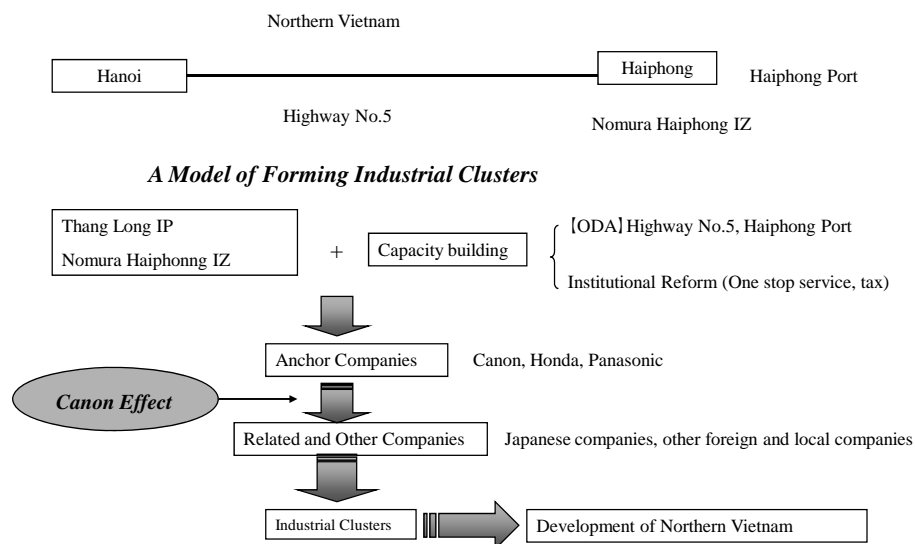 Northern Vietnam
Hanoi
Haiphong
Haiphong Port
Highway No.5
Nomura Haiphong IZ
A Model of Forming Industrial Clusters
Thang Long IP
Nomura Haiphonng IZ
+
Capacity building
【ODA】Highway No.5, Haiphong Port
Institutional Reform (One stop service, tax)
Anchor Companies
Canon, Honda, Panasonic
Canon Effect
Related and Other Companies
Japanese companies, other foreign and local companies
Industrial Clusters
Development of Northern Vietnam